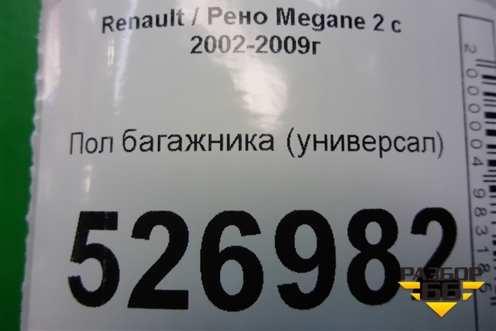 Renault / Рено Megane 2 с
2002-2009г
Пол багажника (универсал)
526982
РАЗБОР
66